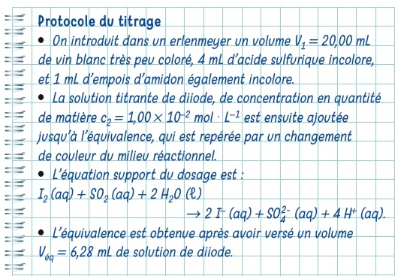 Protocole du titrage
• On introduit dans un erlenmeyer un volume V₁ = 20,00 mL
de vin blanc très peu coloré, 4 mL d'acide sulfurique incolore,
et 1 mL d'empois d'amidon également incolore.
• La solution titrante de diiode, de concentration en quantité
de matière c₂ = 1,00 × 10⁻² mol · L⁻¹ est ensuite ajoutée
jusqu'à l'équivalence, qui est repérée par un changement
de couleur du milieu réactionnel.
• L'équation support du dosage est :
I₂ (aq) + SO₂ (aq) + 2 H₂O (ℓ)
→ 2 I⁻ (aq) + SO₄²⁻ (aq) + 4 H⁺ (aq).
• L'équivalence est obtenue après avoir versé un volume
Véq = 6,28 mL de solution de diiode.